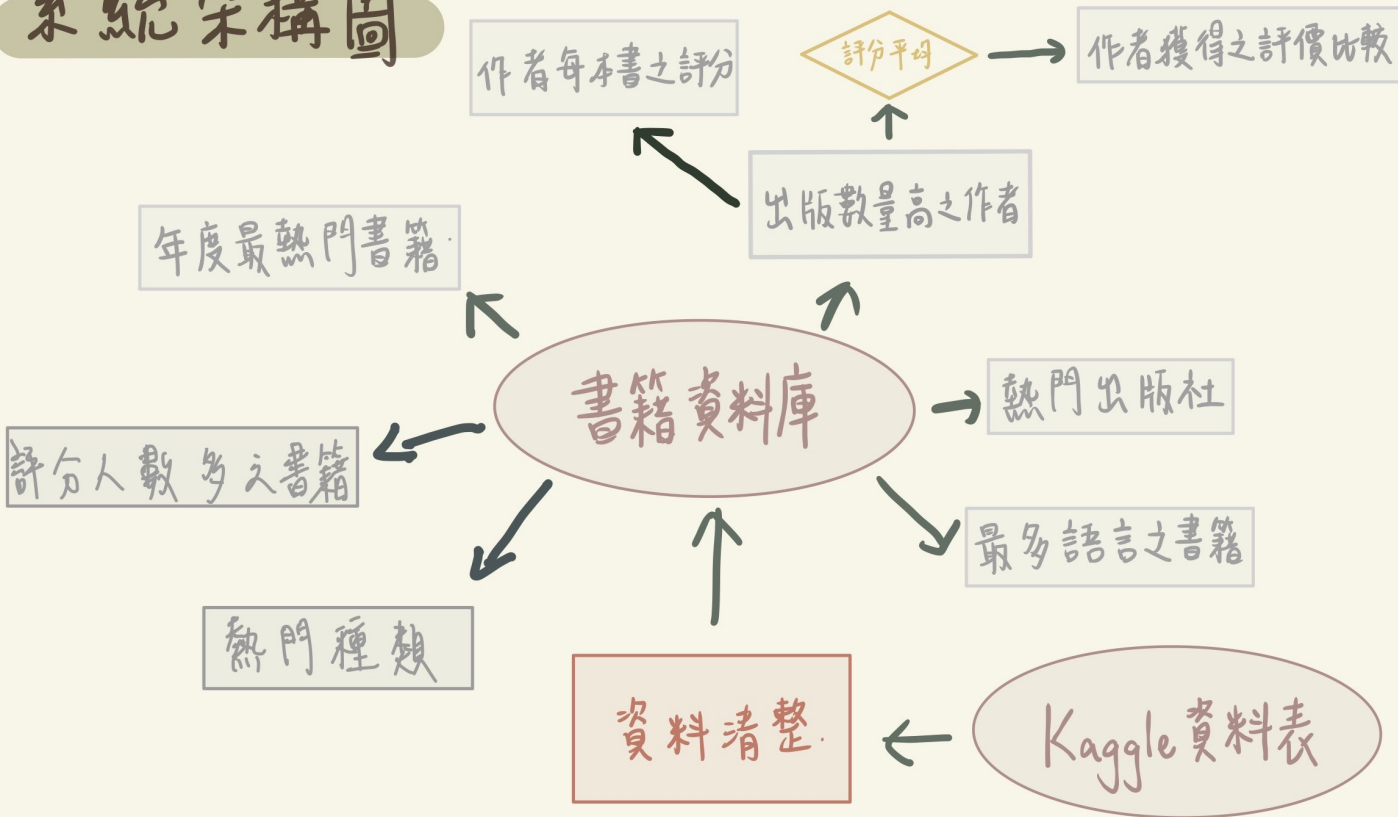 系統架構圖
作者每本書之評分
評分平均
作者獲得之評價比較
出版數量高之作者
年度最熱門書籍
書籍資料庫
熱門出版社
評分人數多之書籍
最多語言之書籍
熱門種類
資料清整
Kaggle資料表